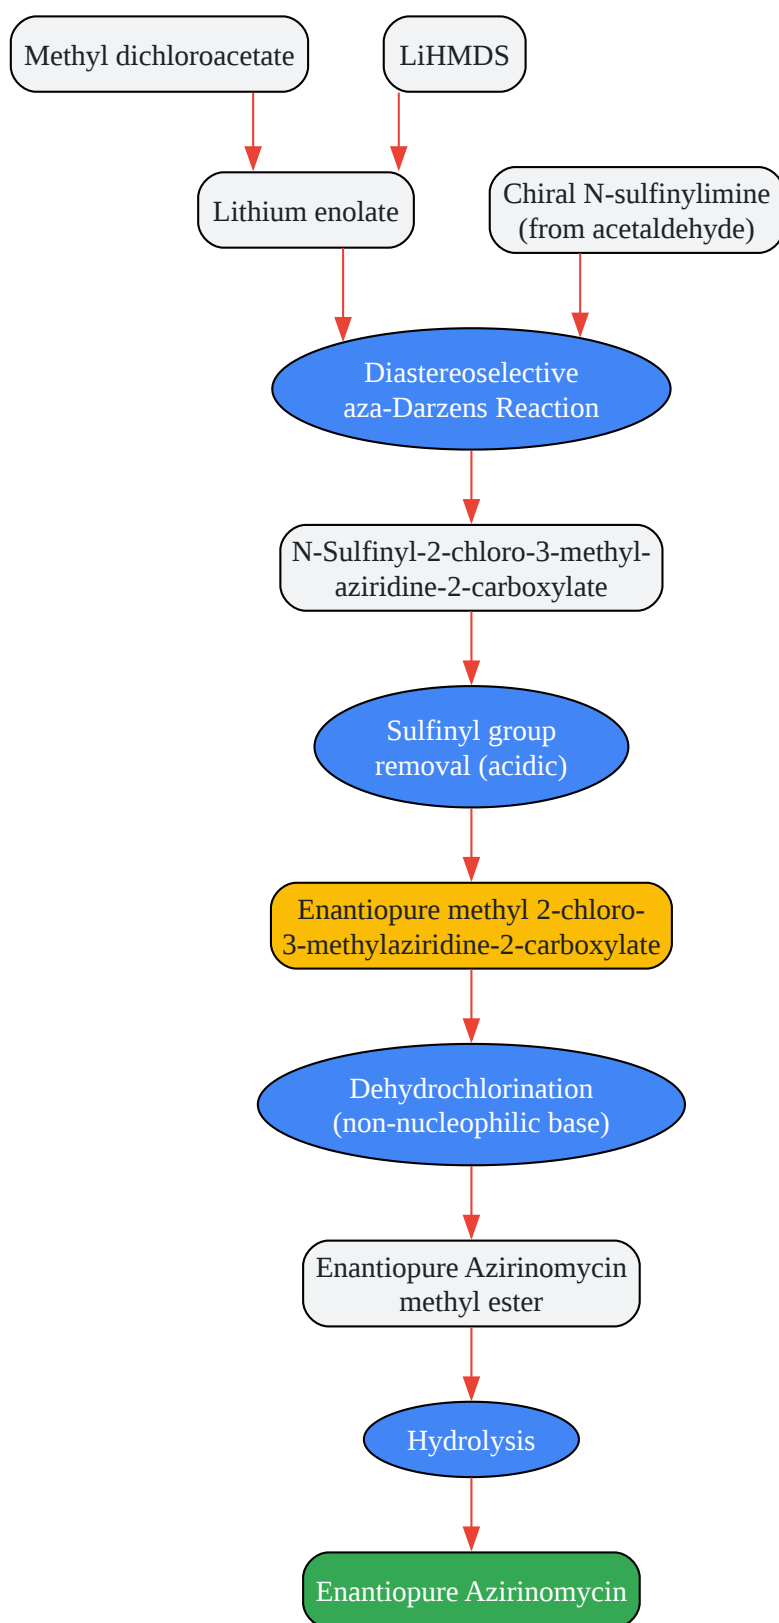 Methyl dichloroacetate
LiHMDS
Lithium enolate
Chiral N-sulfinylimine
(from acetaldehyde)
Diastereoselective
aza-Darzens Reaction
N-Sulfinyl-2-chloro-3-methyl-
aziridine-2-carboxylate
Sulfinyl group
removal (acidic)
Enantiopure methyl 2-chloro-
3-methylaziridine-2-carboxylate
Dehydrochlorination
(non-nucleophilic base)
Enantiopure Azirinomycin
methyl ester
Hydrolysis
Enantiopure Azirinomycin